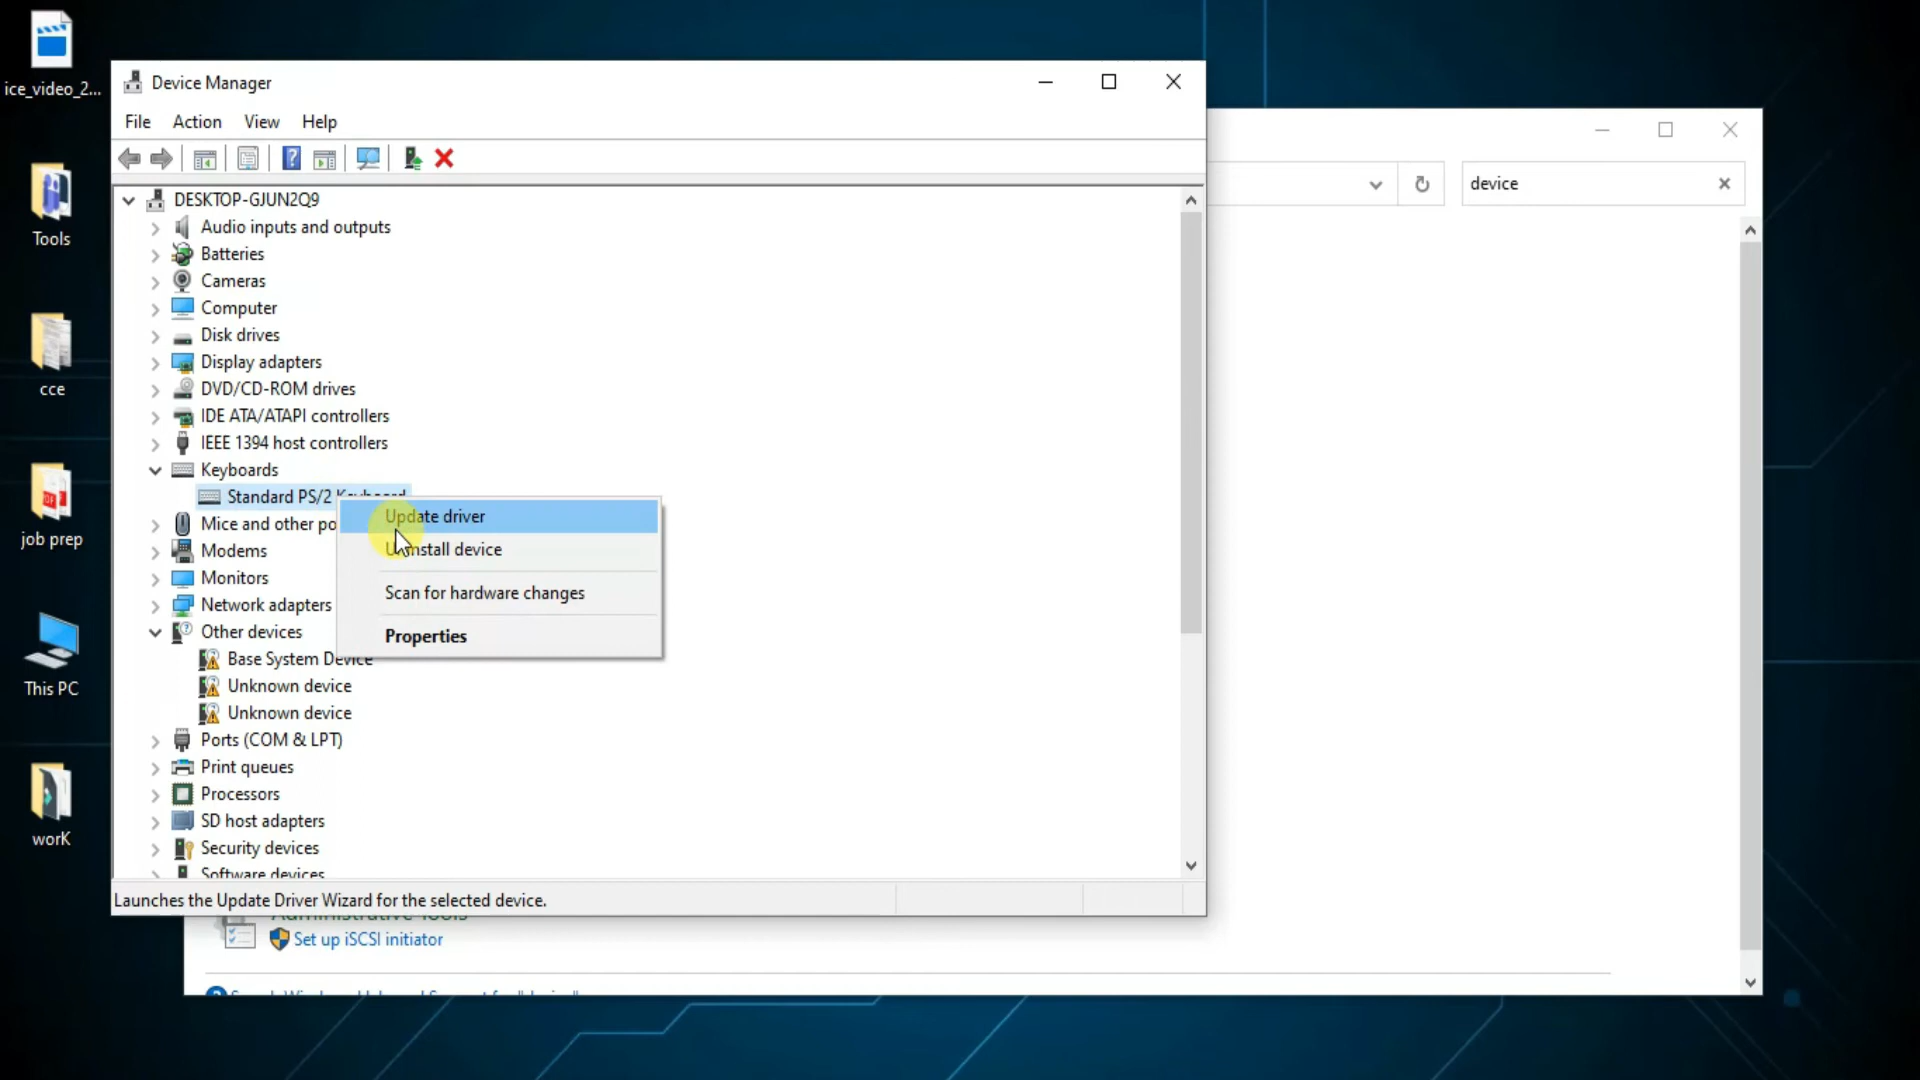 ice_video_2...
Tools
cce
job prep
This PC
worK
Device Manager
File Action View Help
DESKTOP-GJUN2Q9
Audio inputs and outputs
Batteries
Cameras
Computer
Disk drives
Display adapters
DVD/CD-ROM drives
IDE ATA/ATAPI controllers
IEEE 1394 host controllers
Keyboards
Standard PS/2 Keyboard
Mice and other po
Modems
Monitors
Network adapters
Other devices
Base System Device
Unknown device
Unknown device
Ports (COM & LPT)
Print queues
Processors
SD host adapters
Security devices
Software devices
Update driver
Uninstall device
Scan for hardware changes
Properties
Launches the Update Driver Wizard for the selected device.
device
Administrative Tools
Set up iSCSI initiator